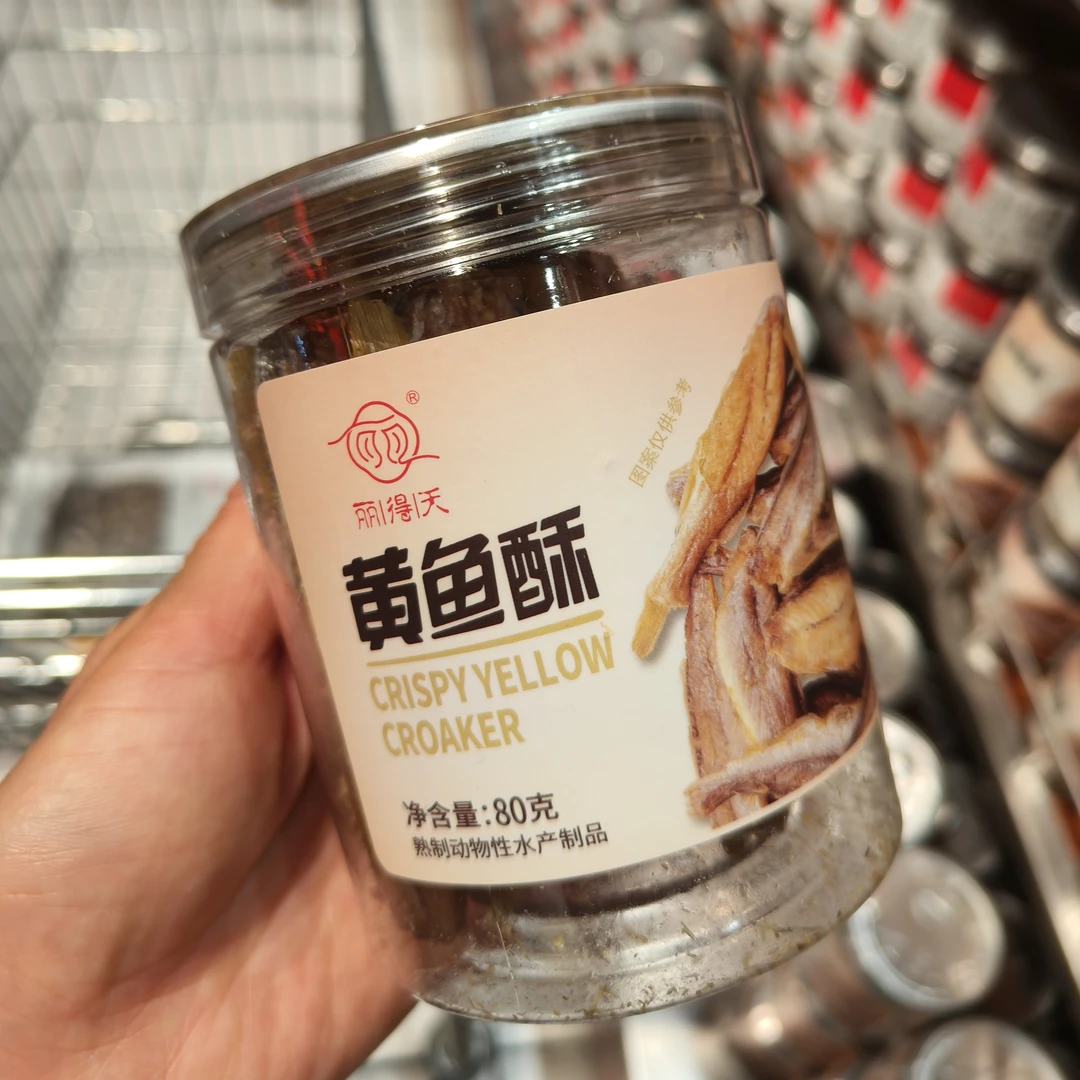 ®
丽得天
图案仅供参考
黄鱼酥
CRISPY YELLOW
CROAKER
净含量:80克
熟制动物性水产制品